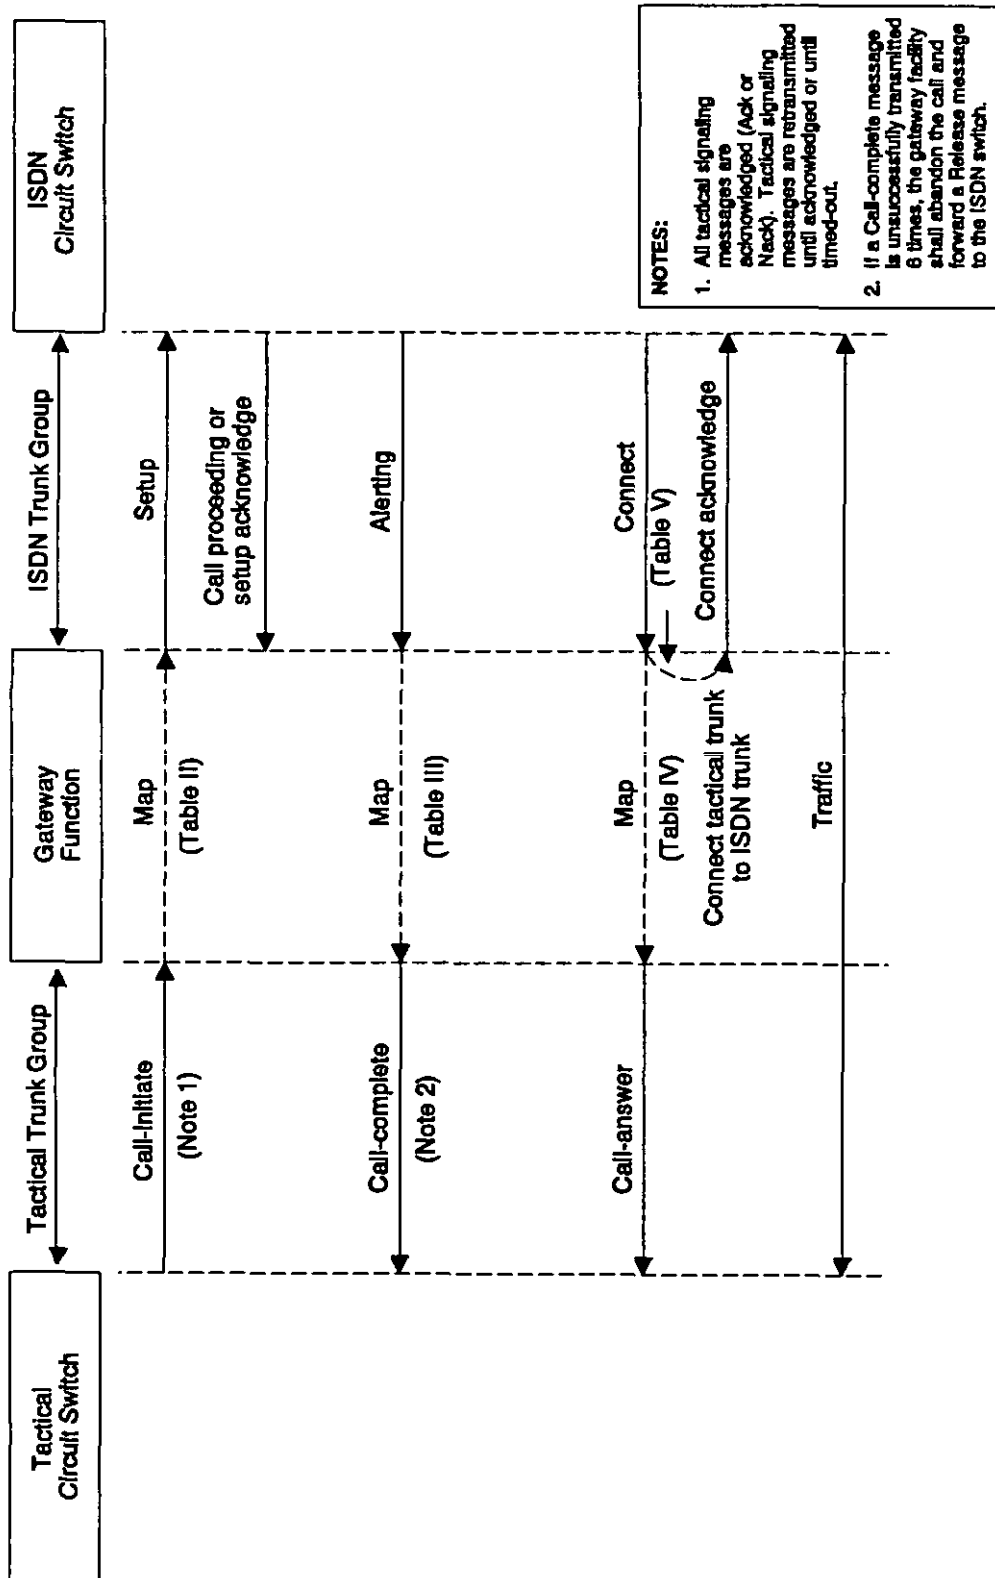 Tactical
Circuit Switch
Tactical Trunk Group
Gateway
Function
ISDN Trunk Group
ISDN
Circuit Switch
Call-Initiate
(Note 1)
Map
(Table II)
Setup
Call proceeding or
setup acknowledge
Call-complete
(Note 2)
Map
(Table III)
Alerting
Call-answer
Map
(Table IV)
Connect
(Table V)
Connect tactical trunk
to ISDN trunk
Connect acknowledge
Traffic
NOTES:
1. All tactical signaling
messages are
acknowledged (Ack or
Nack). Tactical signaling
messages are retransmitted
until acknowledged or until
timed-out.
2. If a Call-complete message
is unsuccessfully transmitted
6 times, the gateway facility
shall abandon the call and
forward a Release message
to the ISDN switch.